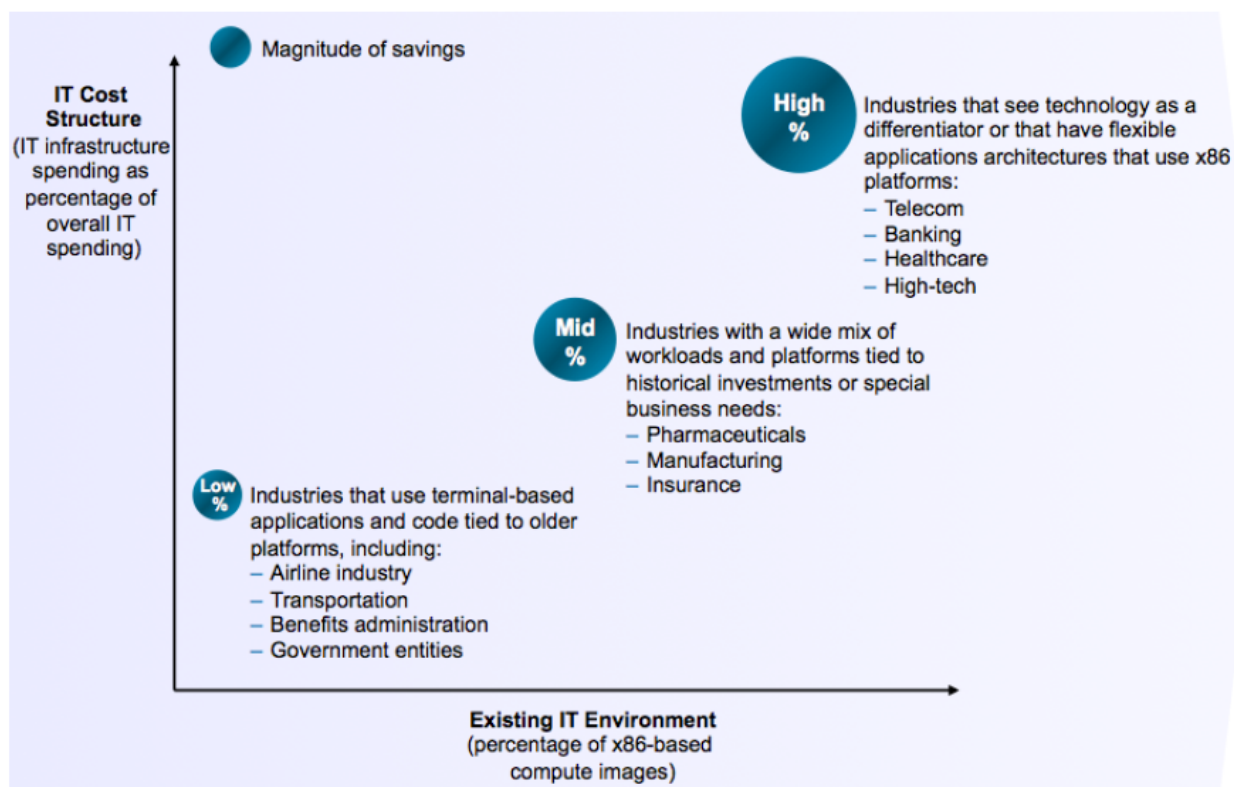 Magnitude of savings
IT Cost
Structure
(IT infrastructure
spending as
percentage of
overall IT
spending)
High
%
Industries that see technology as a
differentiator or that have flexible
applications architectures that use x86
platforms:
– Telecom
– Banking
– Healthcare
– High-tech
Mid
%
Industries with a wide mix of
workloads and platforms tied to
historical investments or special
business needs:
– Pharmaceuticals
– Manufacturing
– Insurance
Low
%
Industries that use terminal-based
applications and code tied to older
platforms, including:
– Airline industry
– Transportation
– Benefits administration
– Government entities
Existing IT Environment
(percentage of x86-based
compute images)